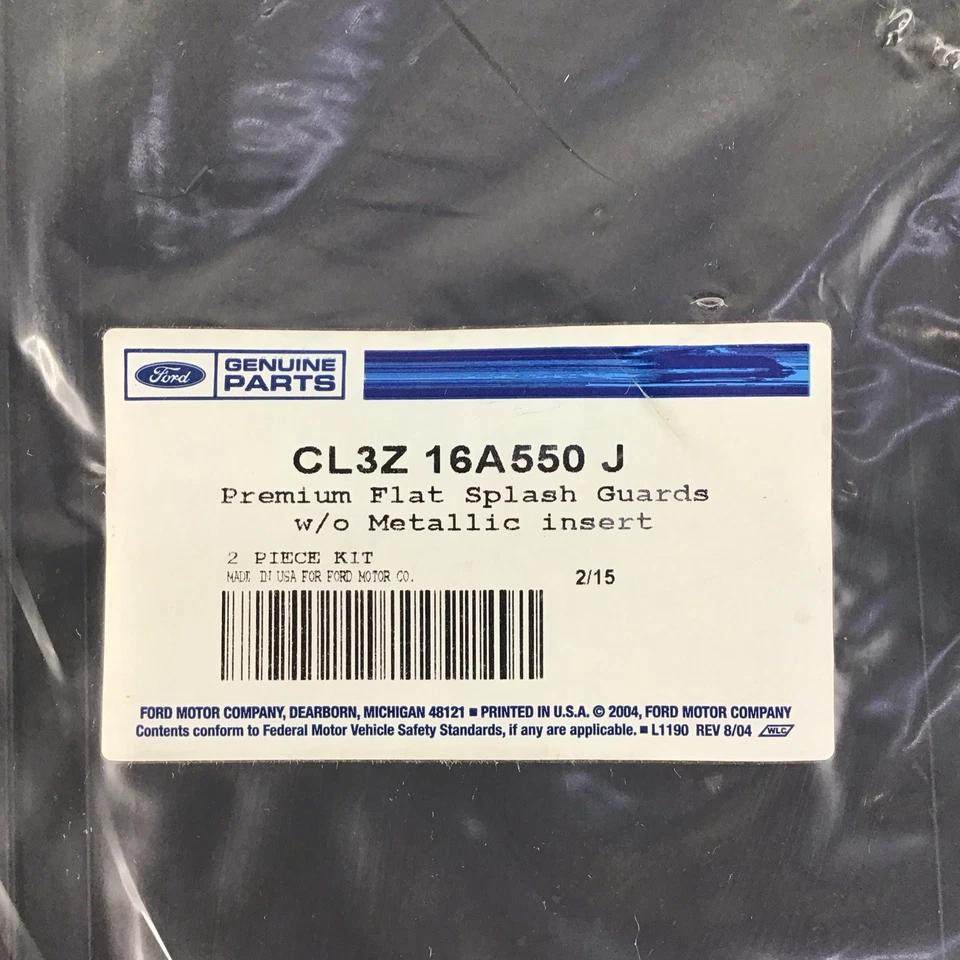 Ford GENUINE PARTS
CL3Z 16A550 J
Premium Flat Splash Guards
w/o Metallic insert
2 PIECE KIT
MADE IN USA FOR FORD MOTOR CO. 2/15
FORD MOTOR COMPANY, DEARBORN, MICHIGAN 48121 ■ PRINTED IN U.S.A. © 2004, FORD MOTOR COMPANY
Contents conform to Federal Motor Vehicle Safety Standards, if any are applicable. ■ L1190 REV 8/04 WLC